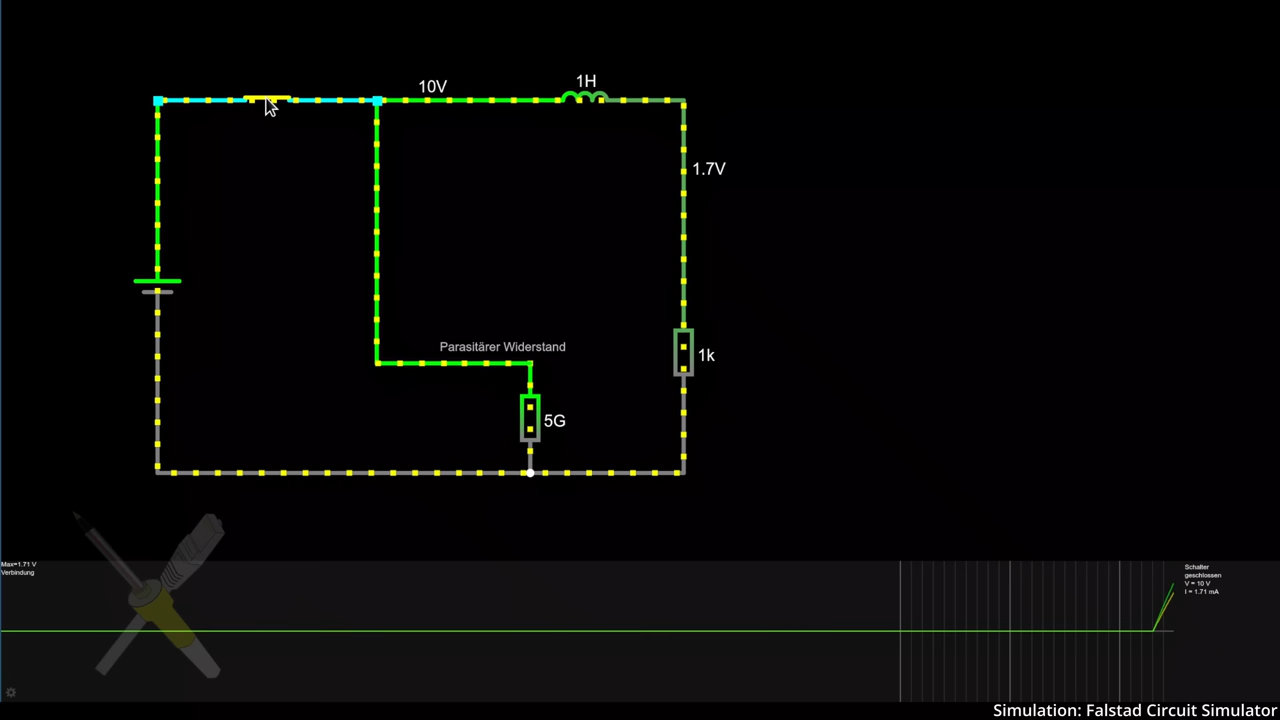 10V
1H
1.7V
Parasitärer Widerstand
1k
5G
Max=1.71 V
Verbindung
Schalter
geschlossen
V = 10 V
I = 1.71 mA
Simulation: Falstad Circuit Simulator